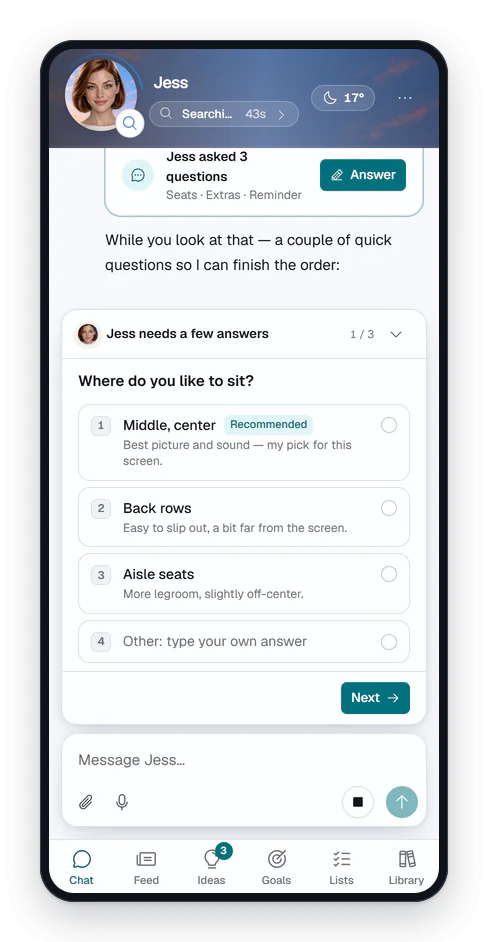 Jess
Searchi... 43s
17°
Jess asked 3
questions
Seats · Extras · Reminder
Answer
While you look at that — a couple of quick
questions so I can finish the order:
Jess needs a few answers
1 / 3
Where do you like to sit?
1 Middle, center Recommended
Best picture and sound — my pick for this
screen.
2 Back rows
Easy to slip out, a bit far from the screen.
3 Aisle seats
More legroom, slightly off-center.
4 Other: type your own answer
Next
Message Jess...
3
Chat Feed Ideas Goals Lists Library